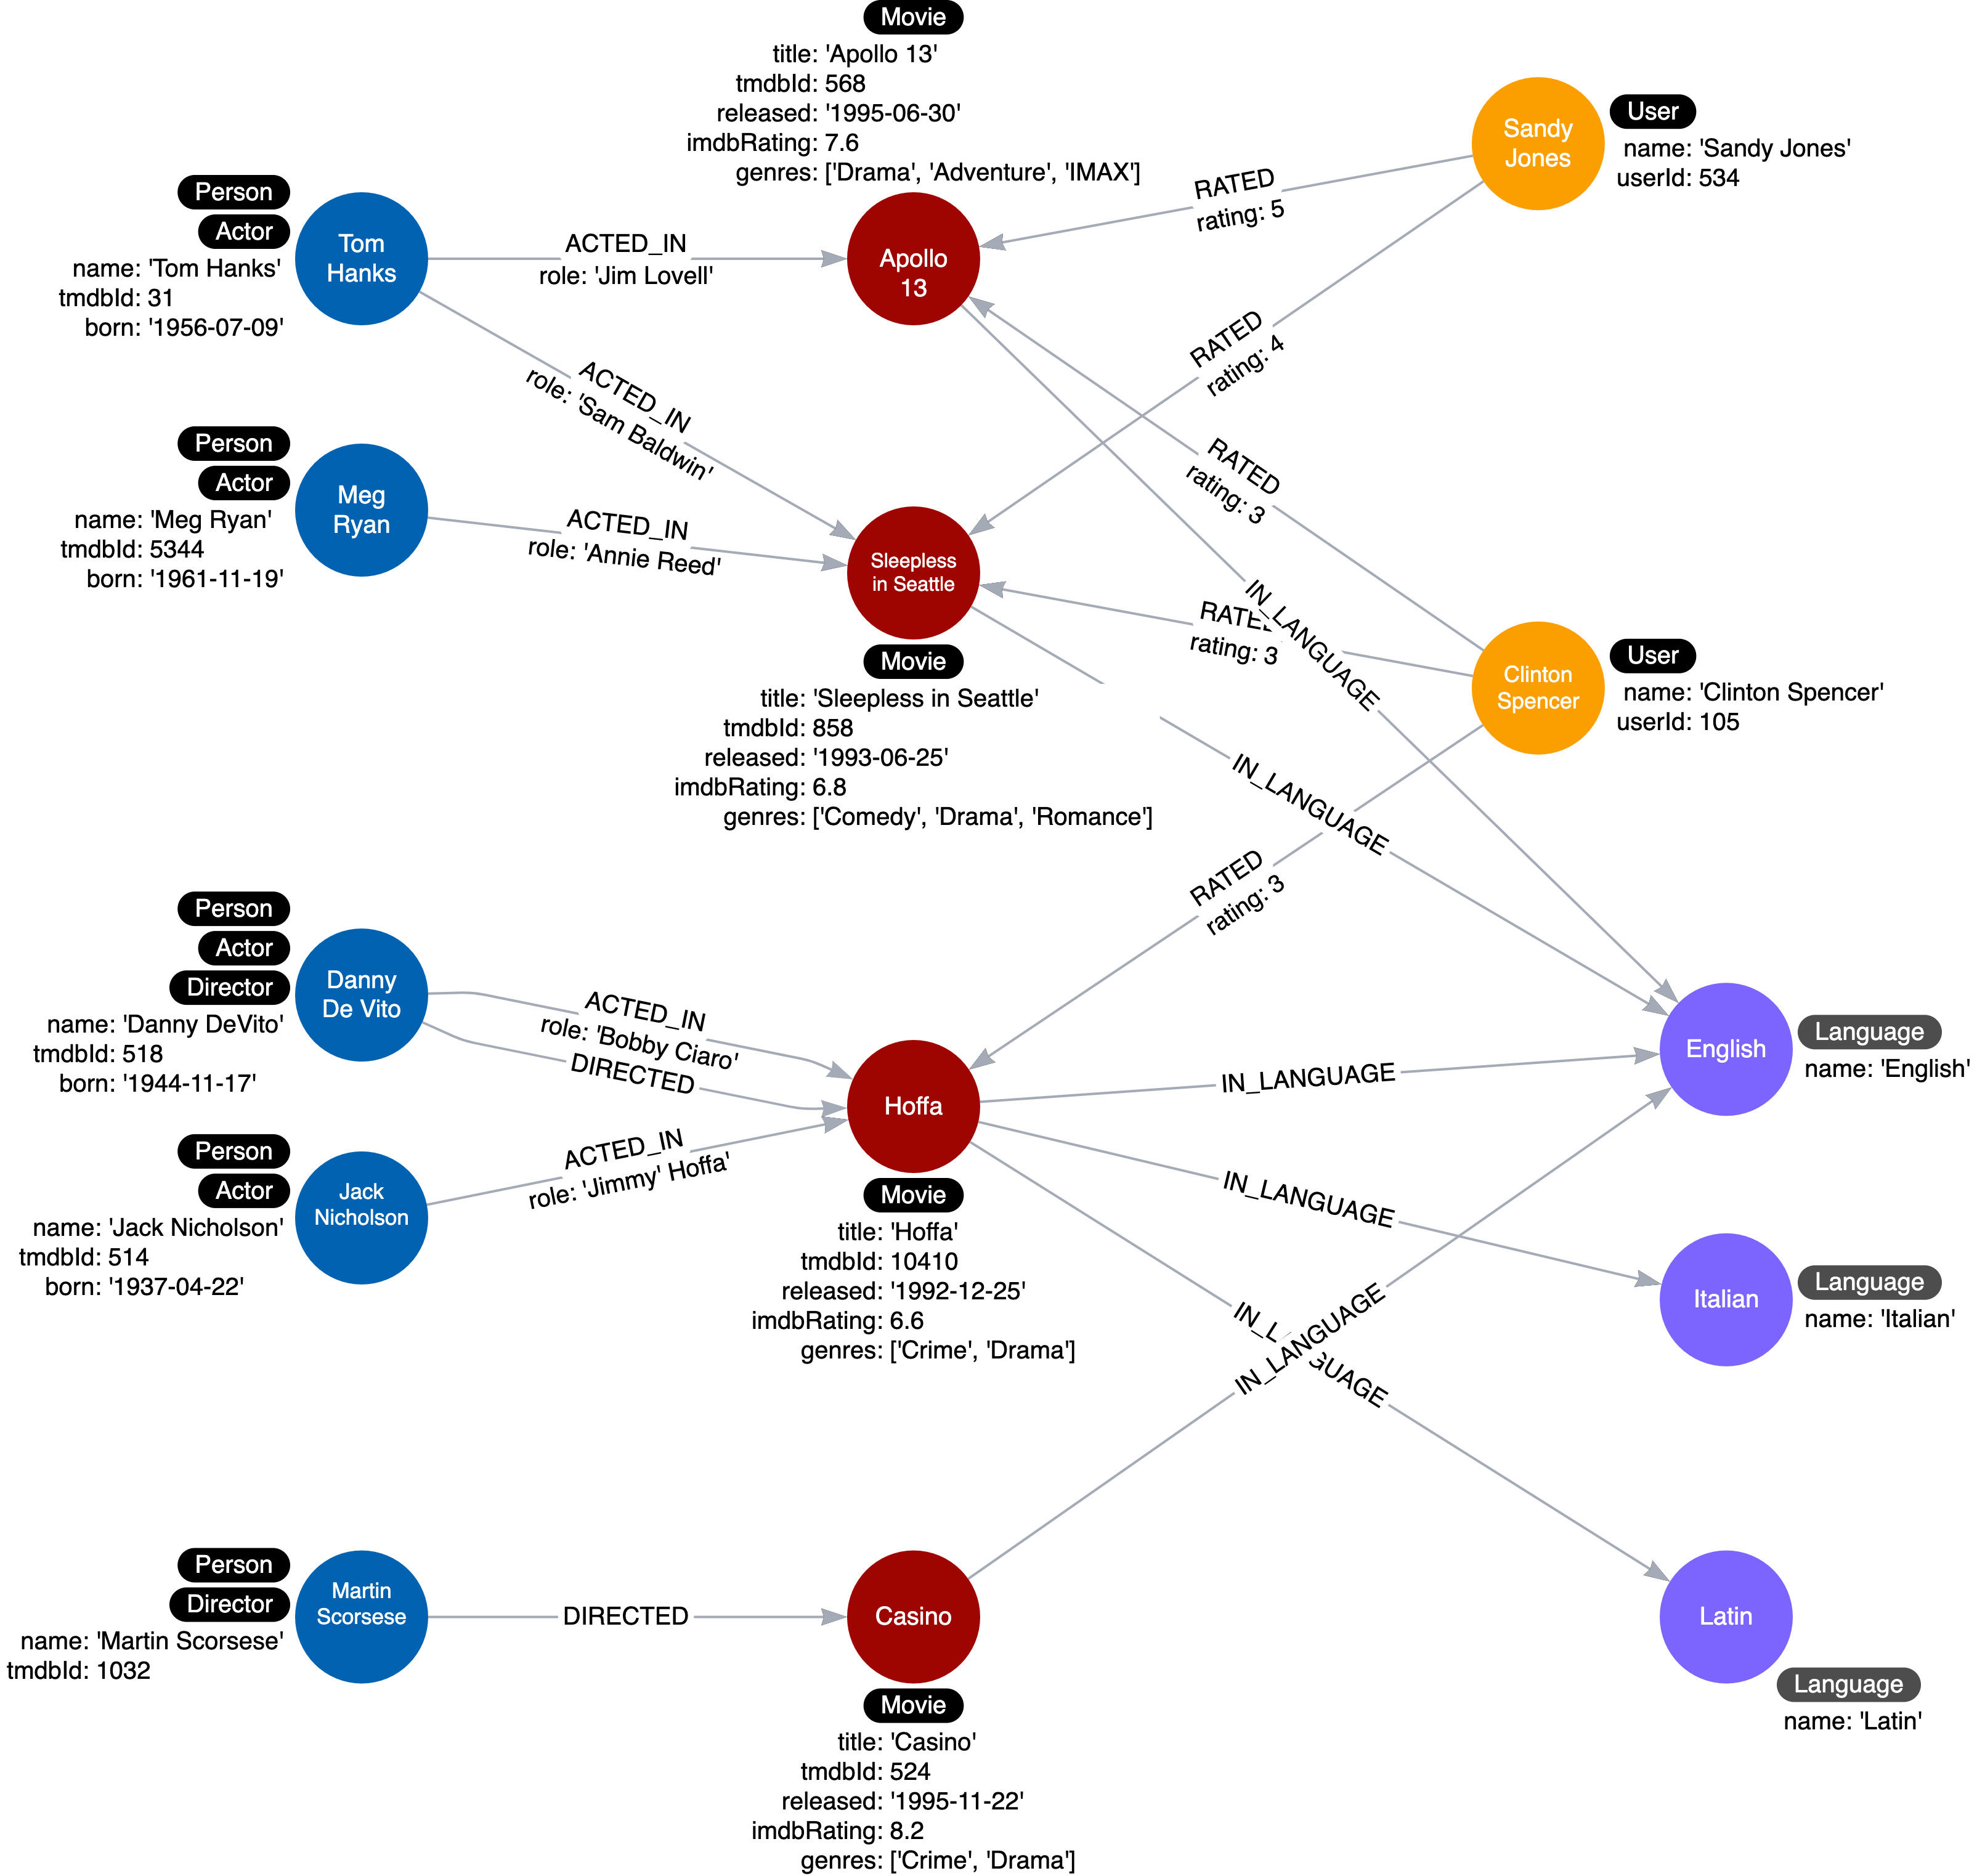 Movie
title: 'Apollo 13'
tmdbId: 568
released: '1995-06-30'
imdbRating: 7.6
genres: ['Drama', 'Adventure', 'IMAX']
Apollo
13
Person
Actor
name: 'Tom Hanks'
tmdbId: 31
born: '1956-07-09'
Tom
Hanks
ACTED_IN
role: 'Jim Lovell'
ACTED_IN
role: 'Sam Baldwin'
Sandy
Jones
User
name: 'Sandy Jones'
userId: 534
RATED
rating: 5
RATED
rating: 4
Person
Actor
name: 'Meg Ryan'
tmdbId: 5344
born: '1961-11-19'
Meg
Ryan
ACTED_IN
role: 'Annie Reed'
Sleepless
in Seattle
Movie
title: 'Sleepless in Seattle'
tmdbId: 858
released: '1993-06-25'
imdbRating: 6.8
genres: ['Comedy', 'Drama', 'Romance']
RATED
rating: 3
RATED
rating: 3
IN_LANGUAGE
IN_LANGUAGE
Clinton
Spencer
User
name: 'Clinton Spencer'
userId: 105
RATED
rating: 3
Person
Actor
Director
name: 'Danny DeVito'
tmdbId: 518
born: '1944-11-17'
Danny
De Vito
ACTED_IN
role: 'Bobby Ciaro'
DIRECTED
Person
Actor
name: 'Jack Nicholson'
tmdbId: 514
born: '1937-04-22'
Jack
Nicholson
ACTED_IN
role: 'Jimmy' Hoffa'
Hoffa
Movie
title: 'Hoffa'
tmdbId: 10410
released: '1992-12-25'
imdbRating: 6.6
genres: ['Crime', 'Drama']
IN_LANGUAGE
IN_LANGUAGE
IN_LANGUAGE
IN_LANGUAGE
English
Language
name: 'English'
Italian
Language
name: 'Italian'
Person
Director
name: 'Martin Scorsese'
tmdbId: 1032
Martin
Scorsese
DIRECTED
Casino
Movie
title: 'Casino'
tmdbId: 524
released: '1995-11-22'
imdbRating: 8.2
genres: ['Crime', 'Drama']
Latin
Language
name: 'Latin'